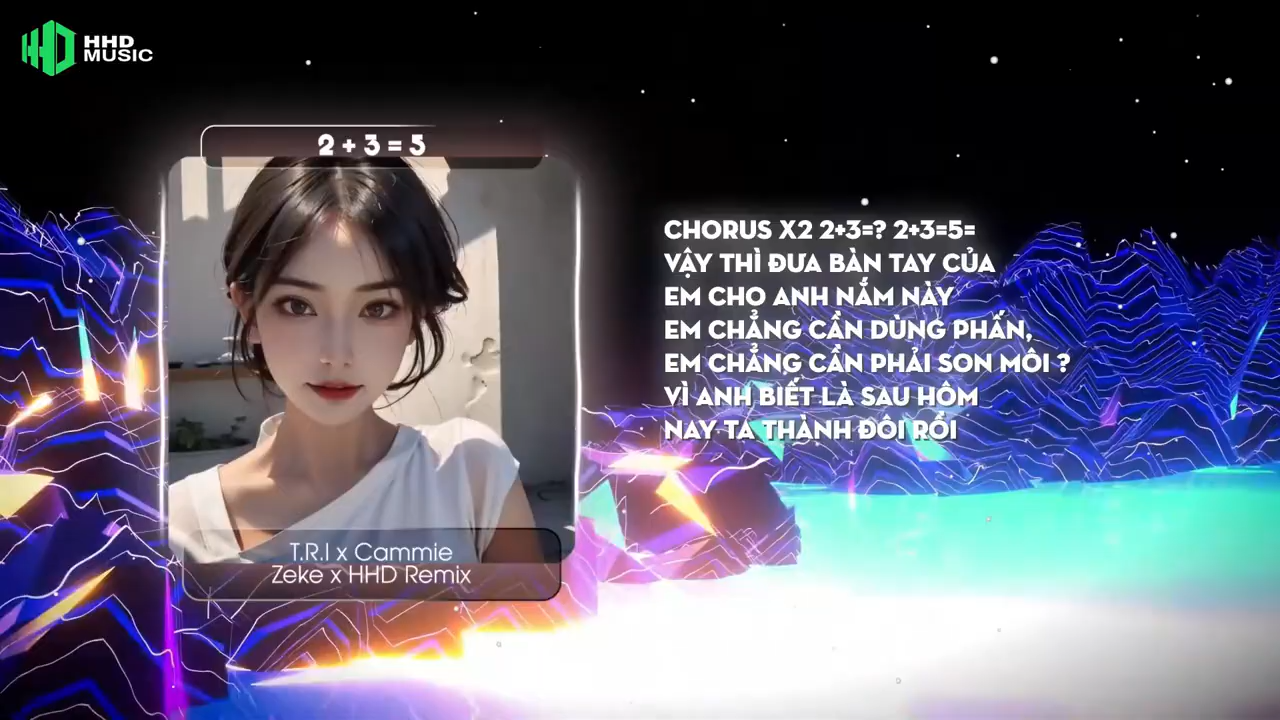 HHD
MUSIC
2 + 3 = 5
CHORUS X2 2+3=? 2+3=5=
VẬY THÌ ĐƯA BÀN TAY CỦA
EM CHO ANH NẮM NÀY
EM CHẲNG CẦN DÙNG PHẤN,
EM CHẲNG CẦN PHẢI SON MÔI ?
VÌ ANH BIẾT LÀ SAU HÔM
NAY TA THÀNH ĐÔI RỒI
T.R.I x Cammie
Zeke x HHD Remix